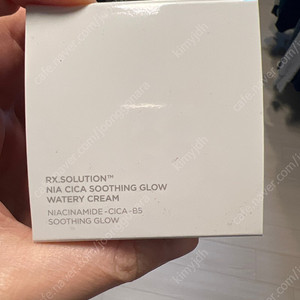 RX.SOLUTION™
NIA CICA SOOTHING GLOW
WATERY CREAM
NIACINAMIDE-CICA-B5
SOOTHING GLOW